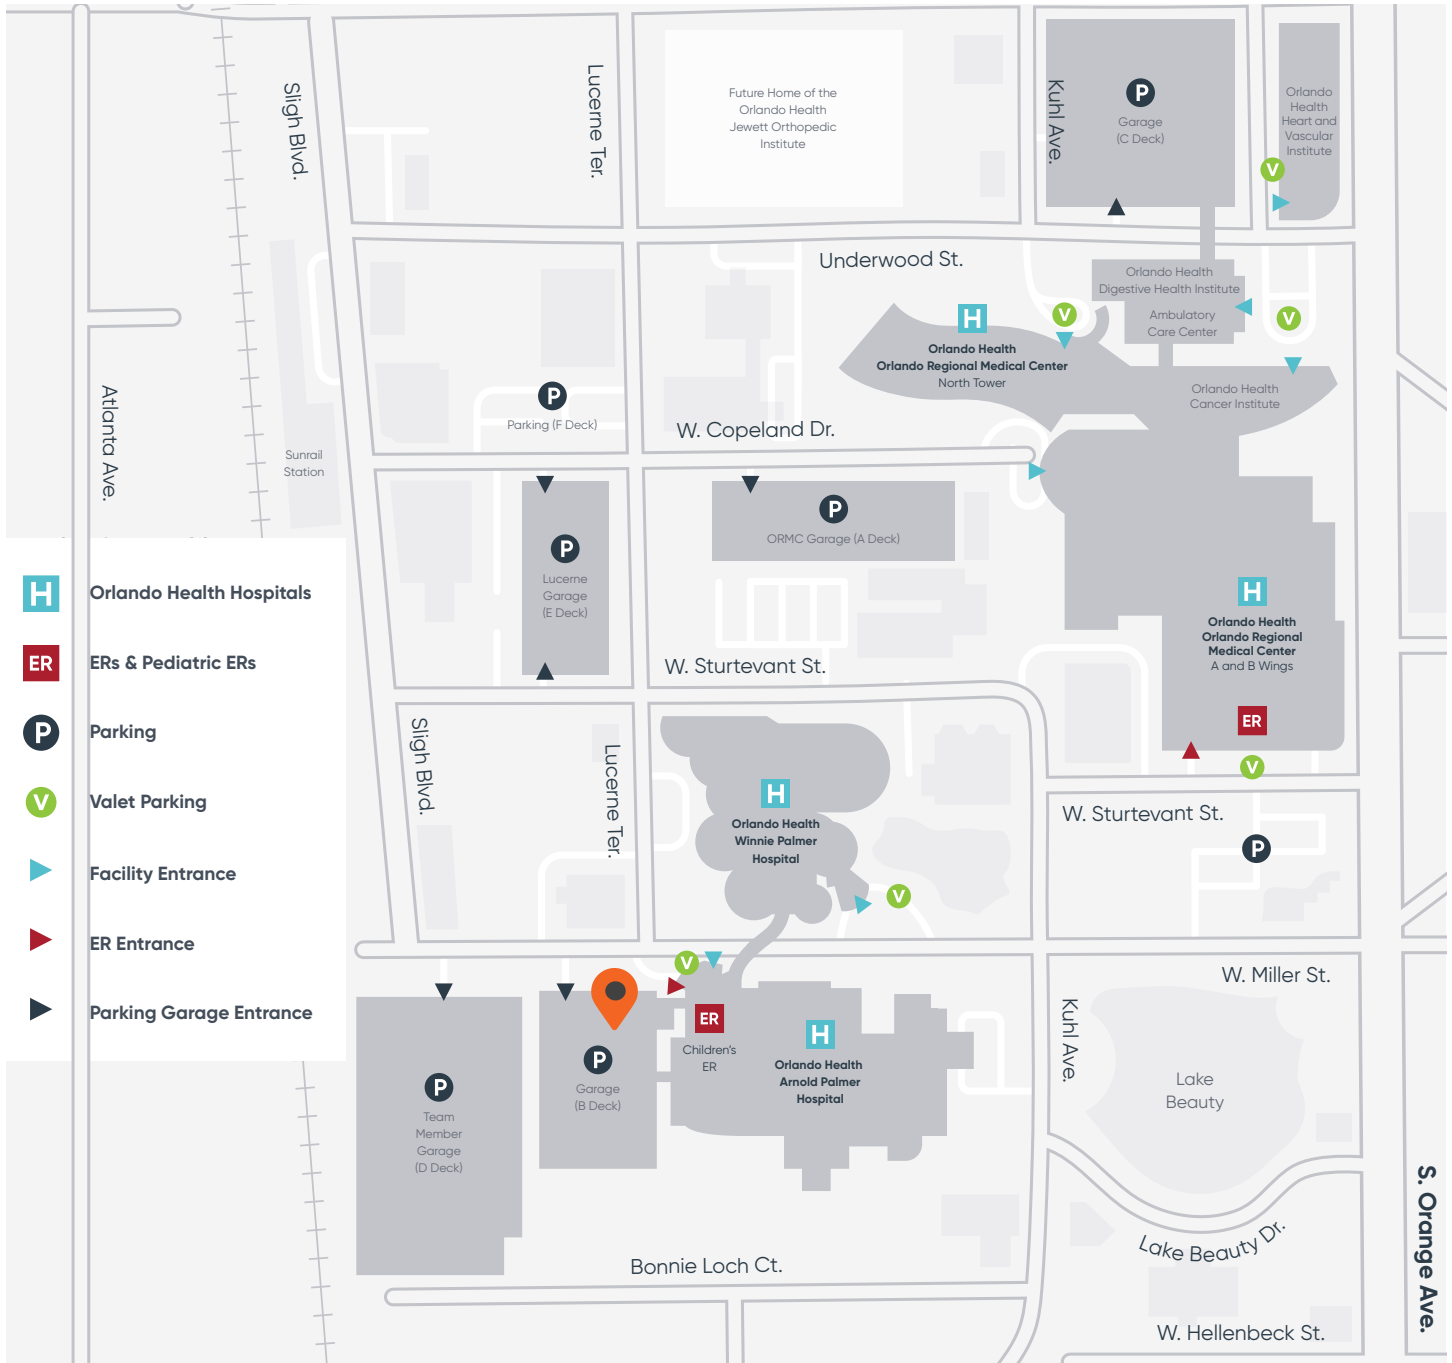 Sligh Blvd.
Lucerne Ter.
Future Home of the
Orlando Health
Jewett Orthopedic
Institute
Kuhl Ave.
P
Garage
(C Deck)
Orlando
Health
Heart and
Vascular
Institute
V
Underwood St.
Orlando Health
Digestive Health Institute
Ambulatory
Care Center
V
V
H
Orlando Health
Orlando Regional Medical Center
North Tower
Orlando Health
Cancer Institute
Atlanta Ave.
P
Parking (F Deck)
W. Copeland Dr.
Sunrail
Station
P
ORMC Garage (A Deck)
P
Lucerne
Garage
(E Deck)
H
Orlando Health
Orlando Regional
Medical Center
A and B Wings
ER
V
H
Orlando Health Hospitals
ER
ERs & Pediatric ERs
P
Parking
V
Valet Parking
Facility Entrance
ER Entrance
Parking Garage Entrance
W. Sturtevant St.
Sligh Blvd.
Lucerne Ter.
H
Orlando Health
Winnie Palmer
Hospital
V
W. Sturtevant St.
P
W. Miller St.
V
ER
Children's
ER
H
Orlando Health
Arnold Palmer
Hospital
P
Garage
(B Deck)
P
Team
Member
Garage
(D Deck)
Kuhl Ave.
Lake
Beauty
Lake Beauty Dr.
S. Orange Ave.
Bonnie Loch Ct.
W. Hellenbeck St.